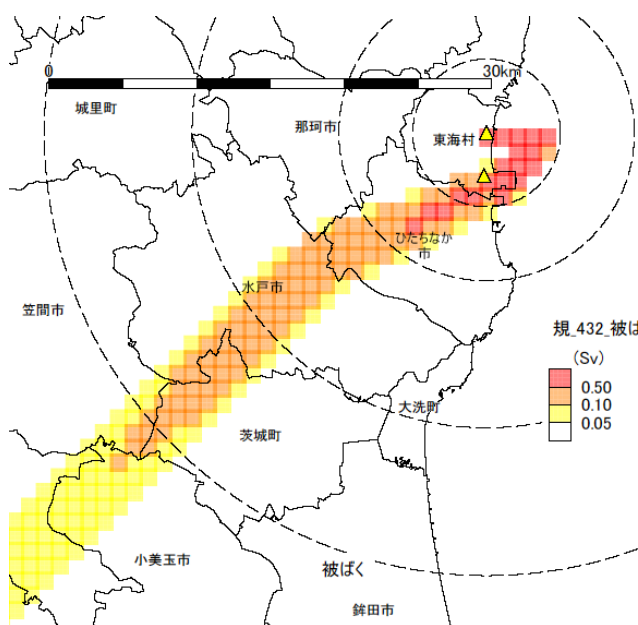 0
30km
城里町
那珂市
東海村
ひたちなか
市
水戸市
笠間市
規_432_被ば
(Sv)
0.50
0.10
0.05
大洗町
茨城町
小美玉市
被ばく
鉾田市